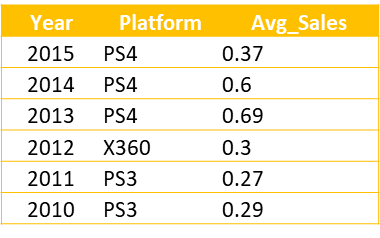 Year Platform Avg_Sales
2015 PS4 0.37
2014 PS4 0.6
2013 PS4 0.69
2012 X360 0.3
2011 PS3 0.27
2010 PS3 0.29